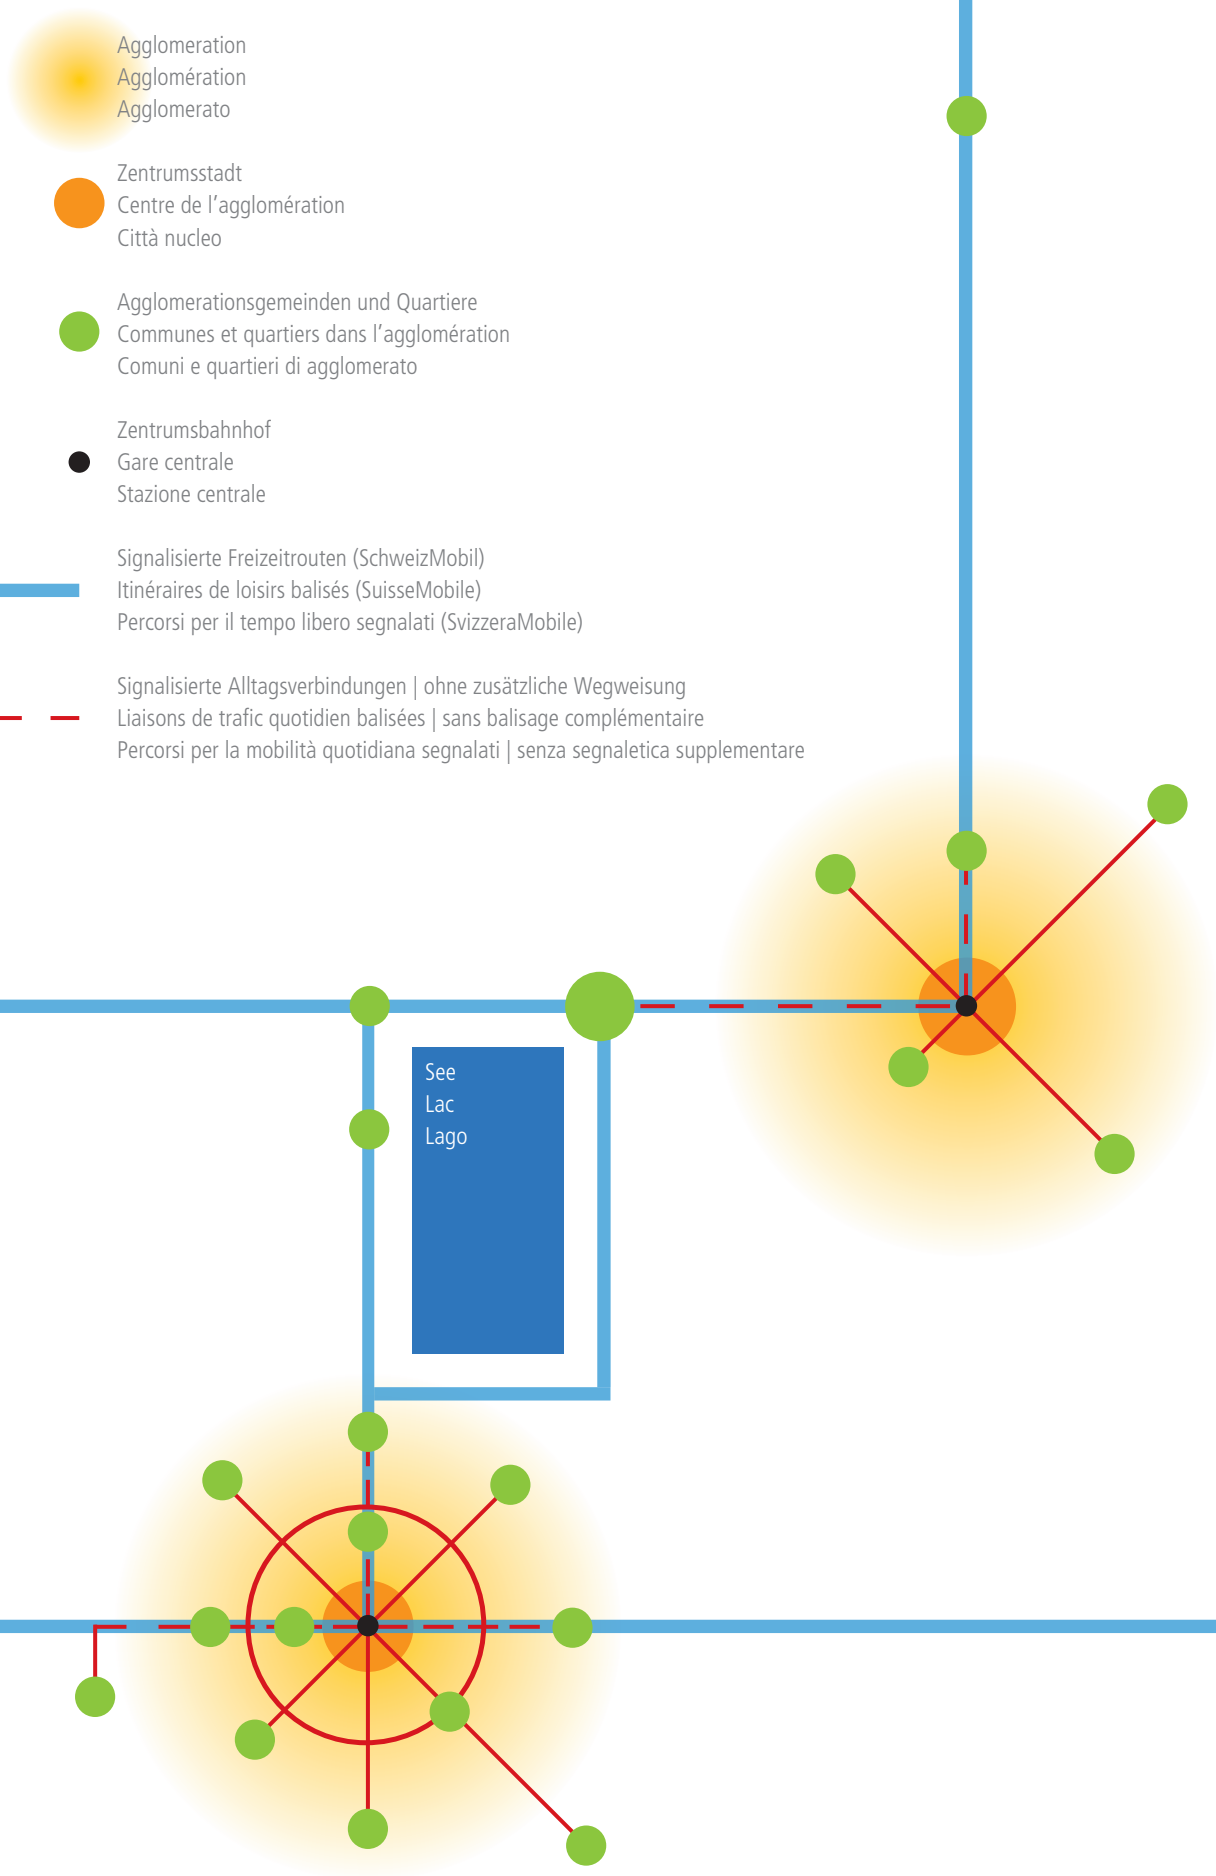 Agglomeration
Agglomération
Agglomerato
Zentrumsstadt
Centre de l’agglomération
Città nucleo
Agglomerationsgemeinden und Quartiere
Communes et quartiers dans l’agglomération
Comuni e quartieri di agglomerato
Zentrumsbahnhof
Gare centrale
Stazione centrale
Signalisierte Freizeitrouten (SchweizMobil)
Itinéraires de loisirs balisés (SuisseMobile)
Percorsi per il tempo libero segnalati (SvizzeraMobile)
Signalisierte Alltagsverbindungen | ohne zusätzliche Wegweisung
Liaisons de trafic quotidien balisées | sans balisage complémentaire
Percorsi per la mobilità quotidiana segnalati | senza segnaletica supplementare
See
Lac
Lago